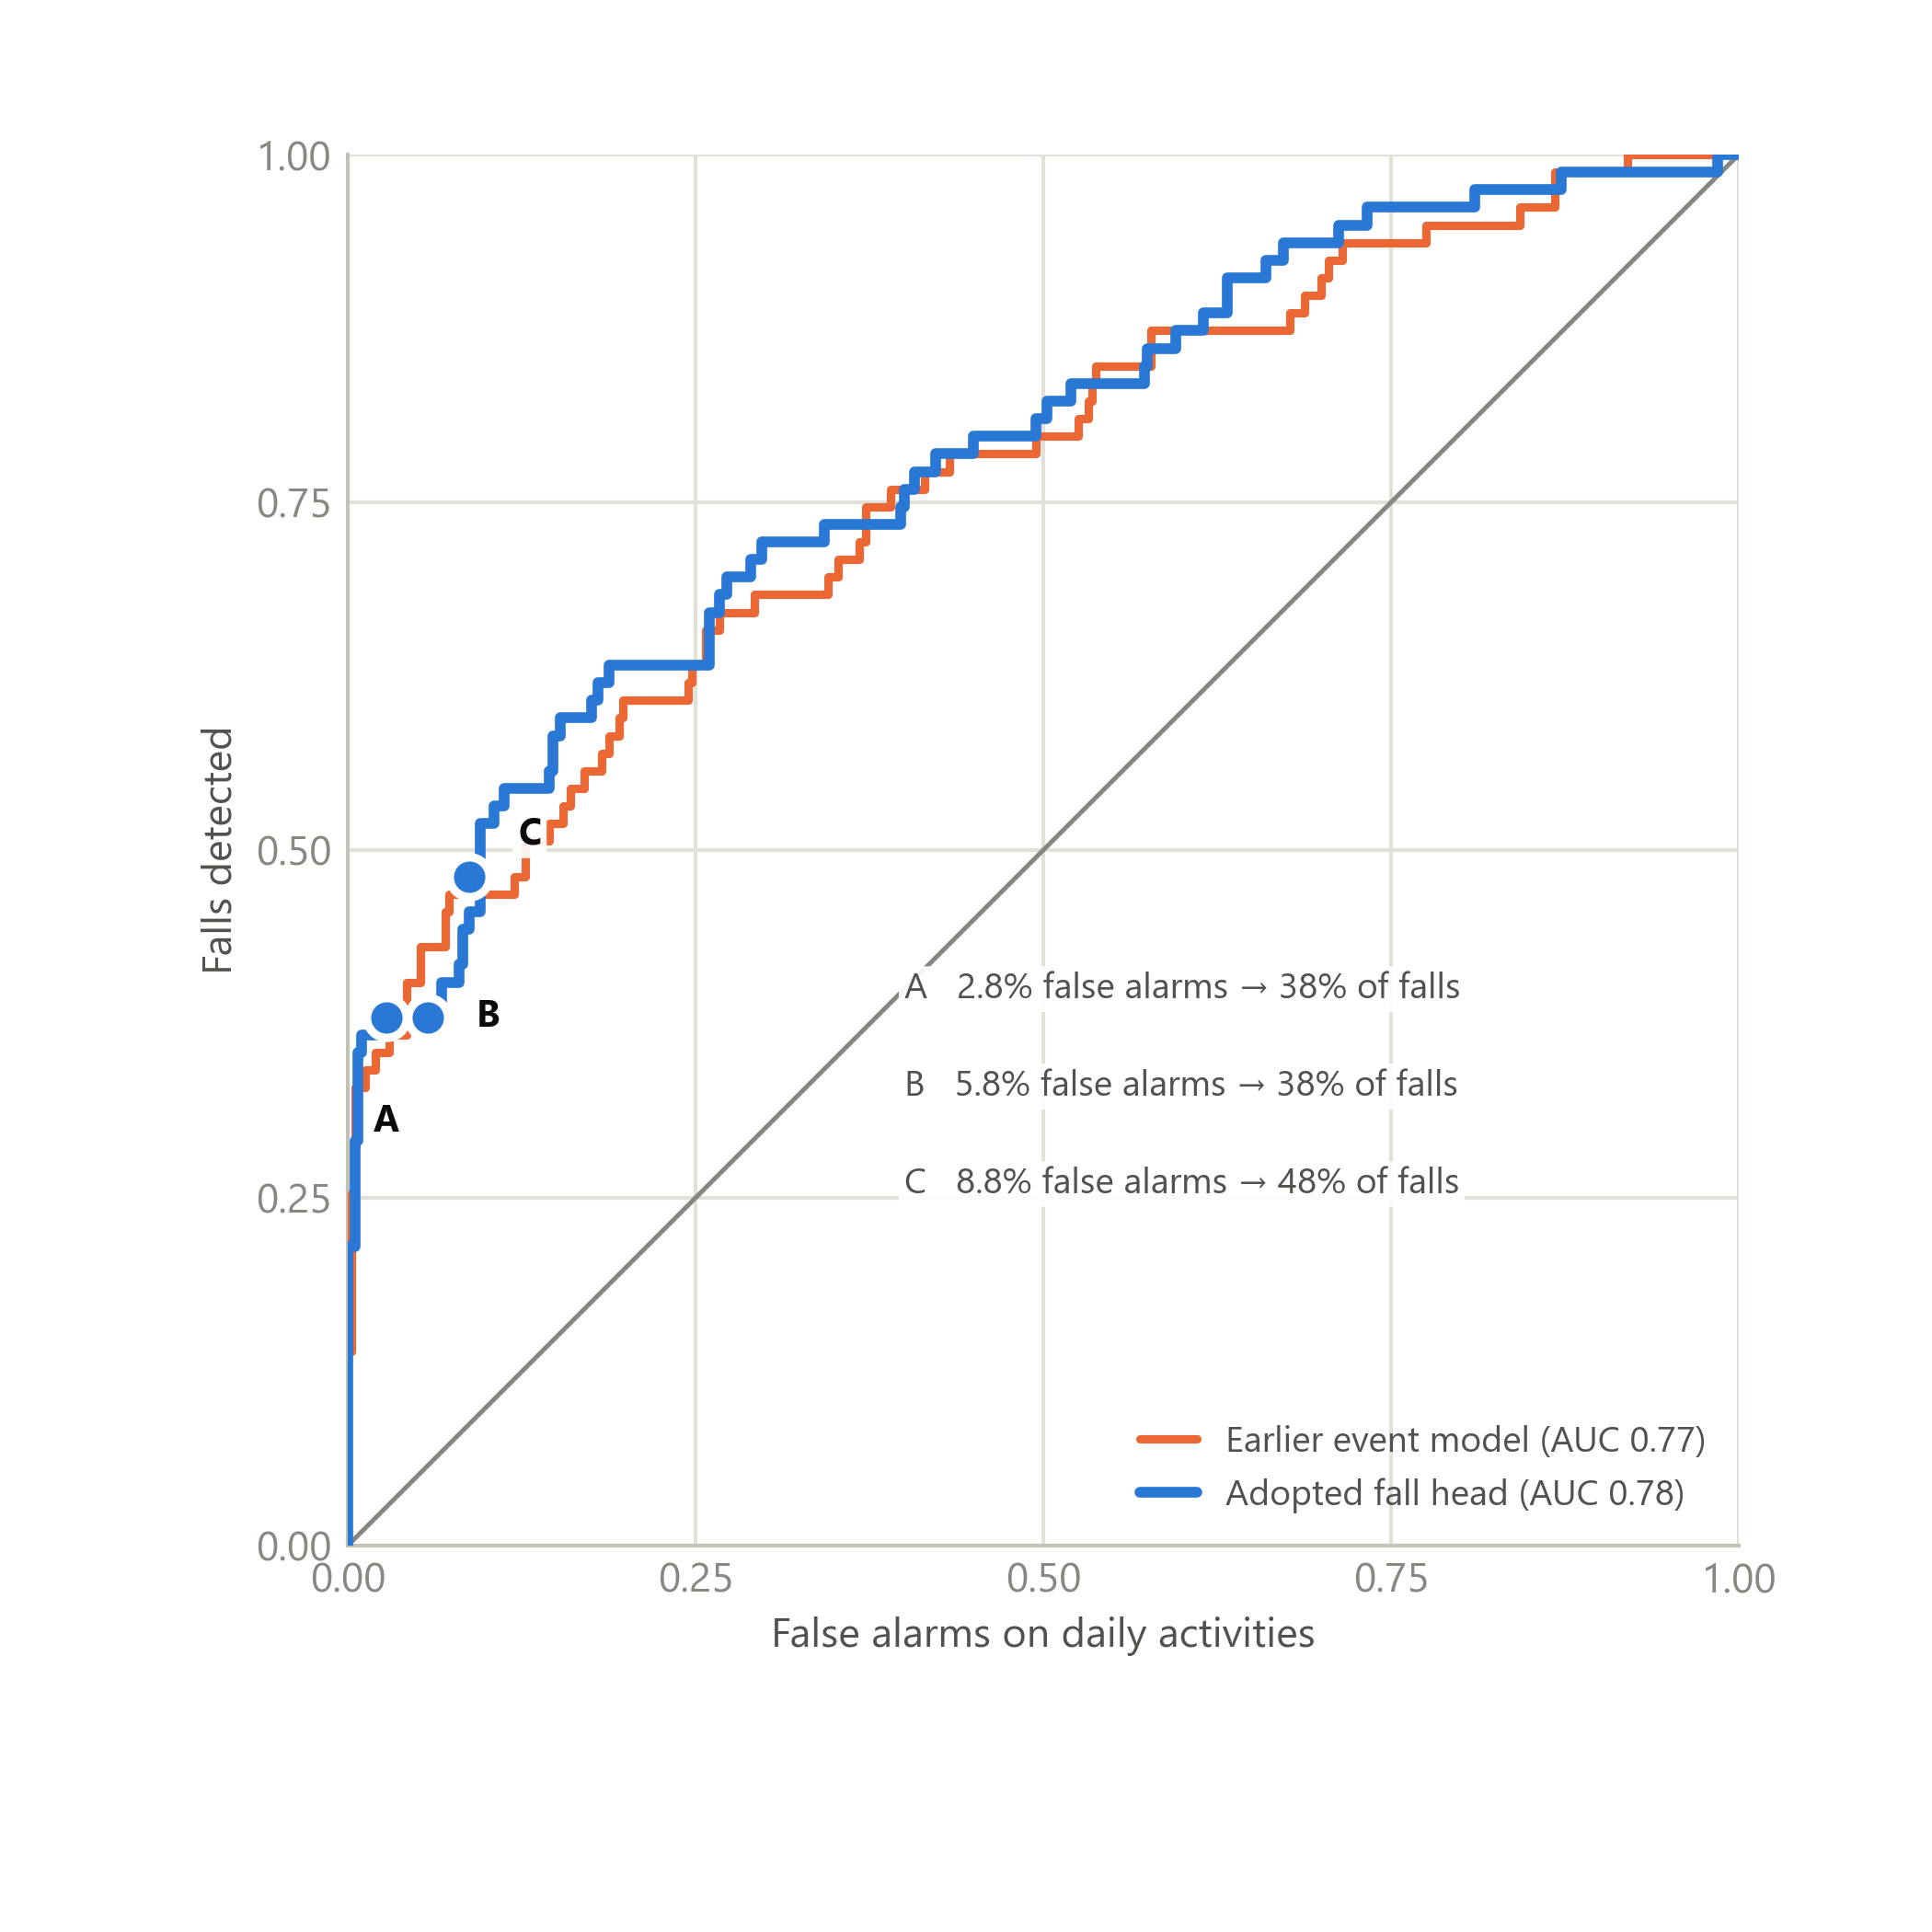 1.00
0.75
0.50
0.25
0.00
Falls detected
C
B
A
A 2.8% false alarms → 38% of falls
B 5.8% false alarms → 38% of falls
C 8.8% false alarms → 48% of falls
Earlier event model (AUC 0.77)
Adopted fall head (AUC 0.78)
0.00 0.25 0.50 0.75 1.00
False alarms on daily activities